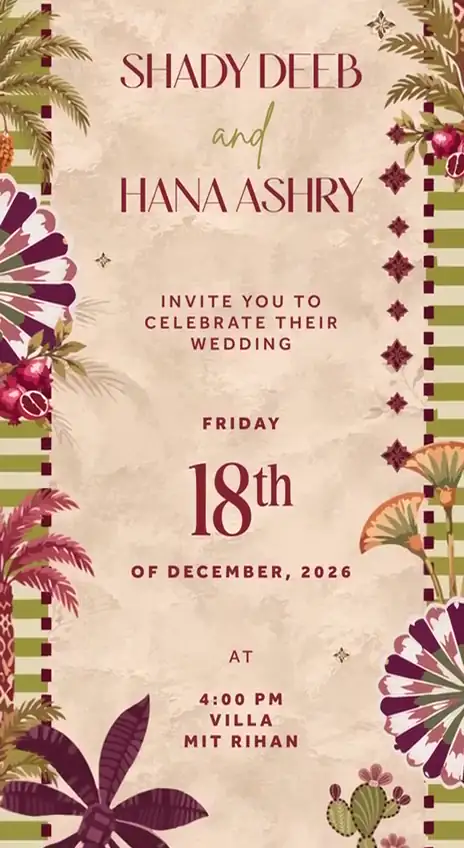 SHADY DEEB
and
HANA ASHRY
INVITE YOU TO
CELEBRATE THEIR
WEDDING
FRIDAY
18th
OF DECEMBER, 2026
AT
4:00 PM
VILLA
MIT RIHAN